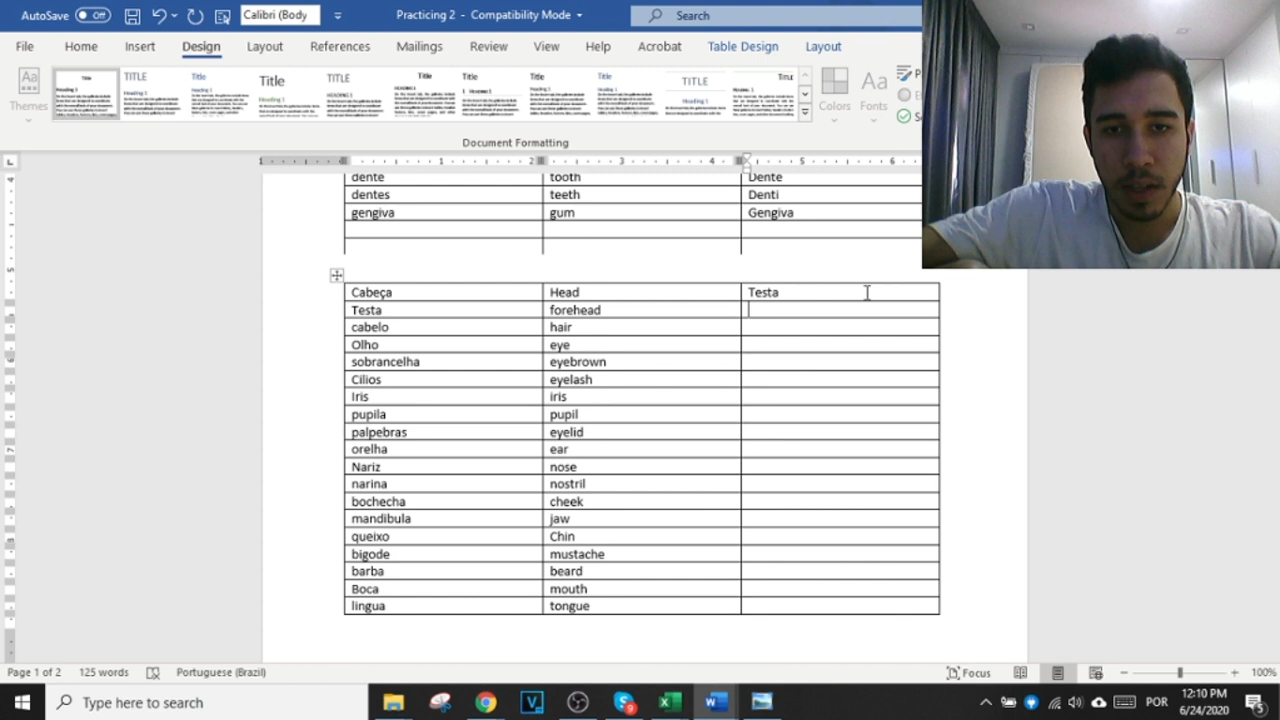 AutoSave Off Calibri (Body Practicing 2 - Compatibility Mode Search
File Home Insert Design Layout References Mailings Review View Help Acrobat Table Design Layout
Themes Colors Fonts
Document Formatting
dente tooth Dente
dentes teeth Denti
gengiva gum Gengiva
Cabeça Head Testa
Testa forehead
cabelo hair
Olho eye
sobrancelha eyebrown
Cilios eyelash
Iris iris
pupila pupil
palpebras eyelid
orelha ear
Nariz nose
narina nostril
bochecha cheek
mandibula jaw
queixo Chin
bigode mustache
barba beard
Boca mouth
lingua tongue
Page 1 of 2 125 words Portuguese (Brazil) Focus 100%
Type here to search POR 12:10 PM
6/24/2020